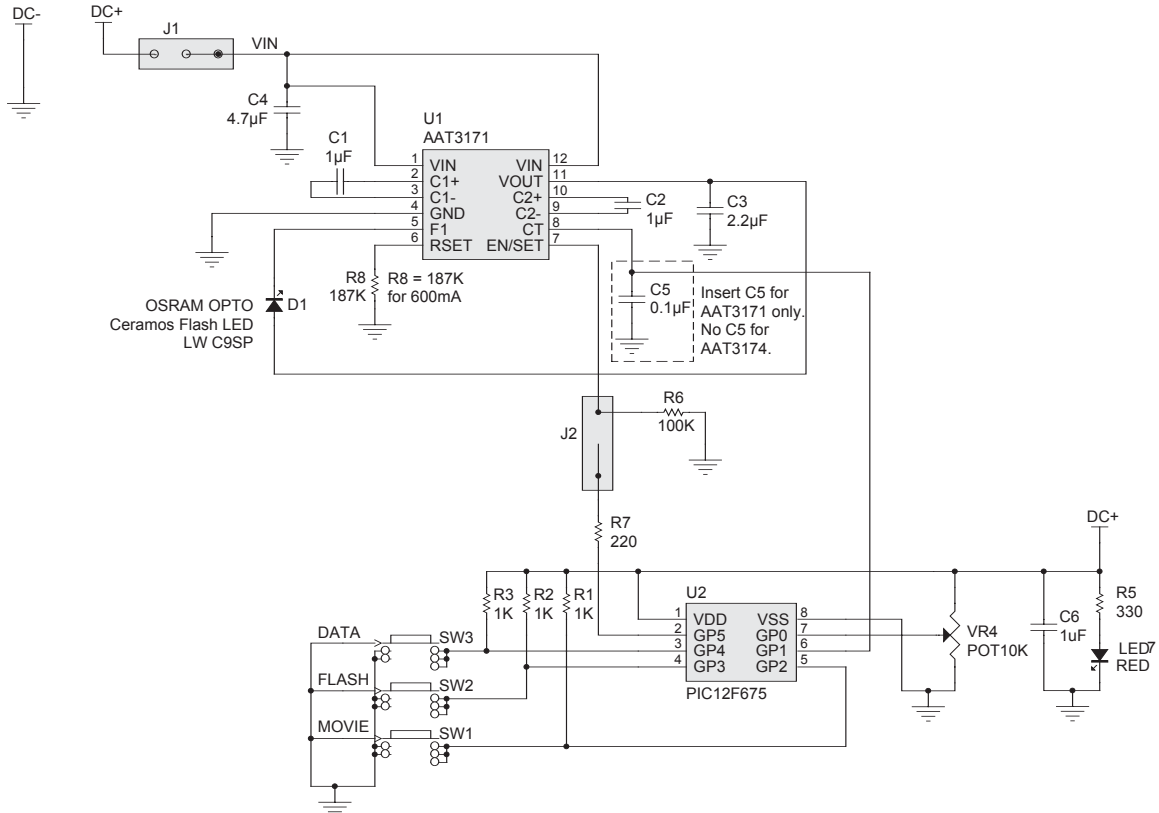 DC-
DC+
J1
VIN
C4
4.7µF
U1
AAT3171
C1
1µF
1
2
3
4
5
6
VIN
C1+
C1-
GND
F1
RSET
VIN
VOUT
C2+
C2-
CT
EN/SET
12
11
10
9
8
7
C2
1µF
C3
2.2µF
R8
187K
R8 = 187K
for 600mA
D1
OSRAM OPTO
Ceramos Flash LED
LW C9SP
C5
0.1µF
Insert C5 for
AAT3171 only.
No C5 for
AAT3174.
J2
R6
100K
R7
220
DC+
R3
1K
R2
1K
R1
1K
U2
1
2
3
4
VDD
GP5
GP4
GP3
VSS
GP0
GP1
GP2
8
7
6
5
PIC12F675
VR4
POT10K
C6
1uF
R5
330
LED7
RED
DATA
SW3
FLASH
SW2
MOVIE
SW1